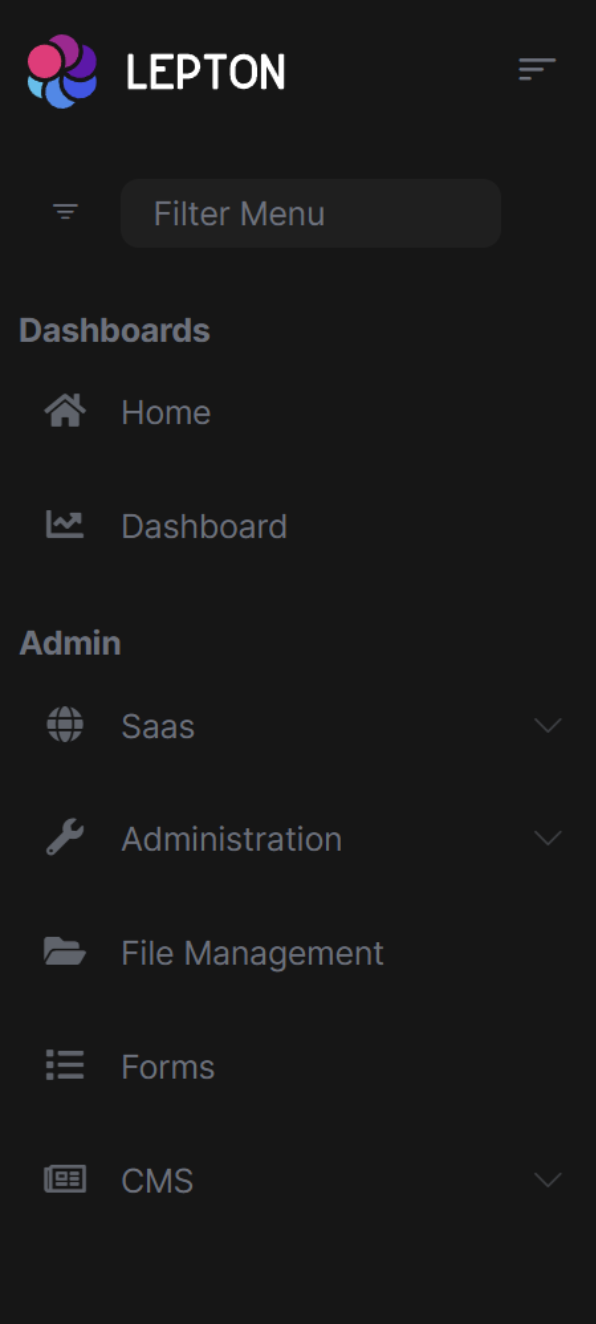 LEPTON
Filter Menu
Dashboards
Home
Dashboard
Admin
Saas
Administration
File Management
Forms
CMS